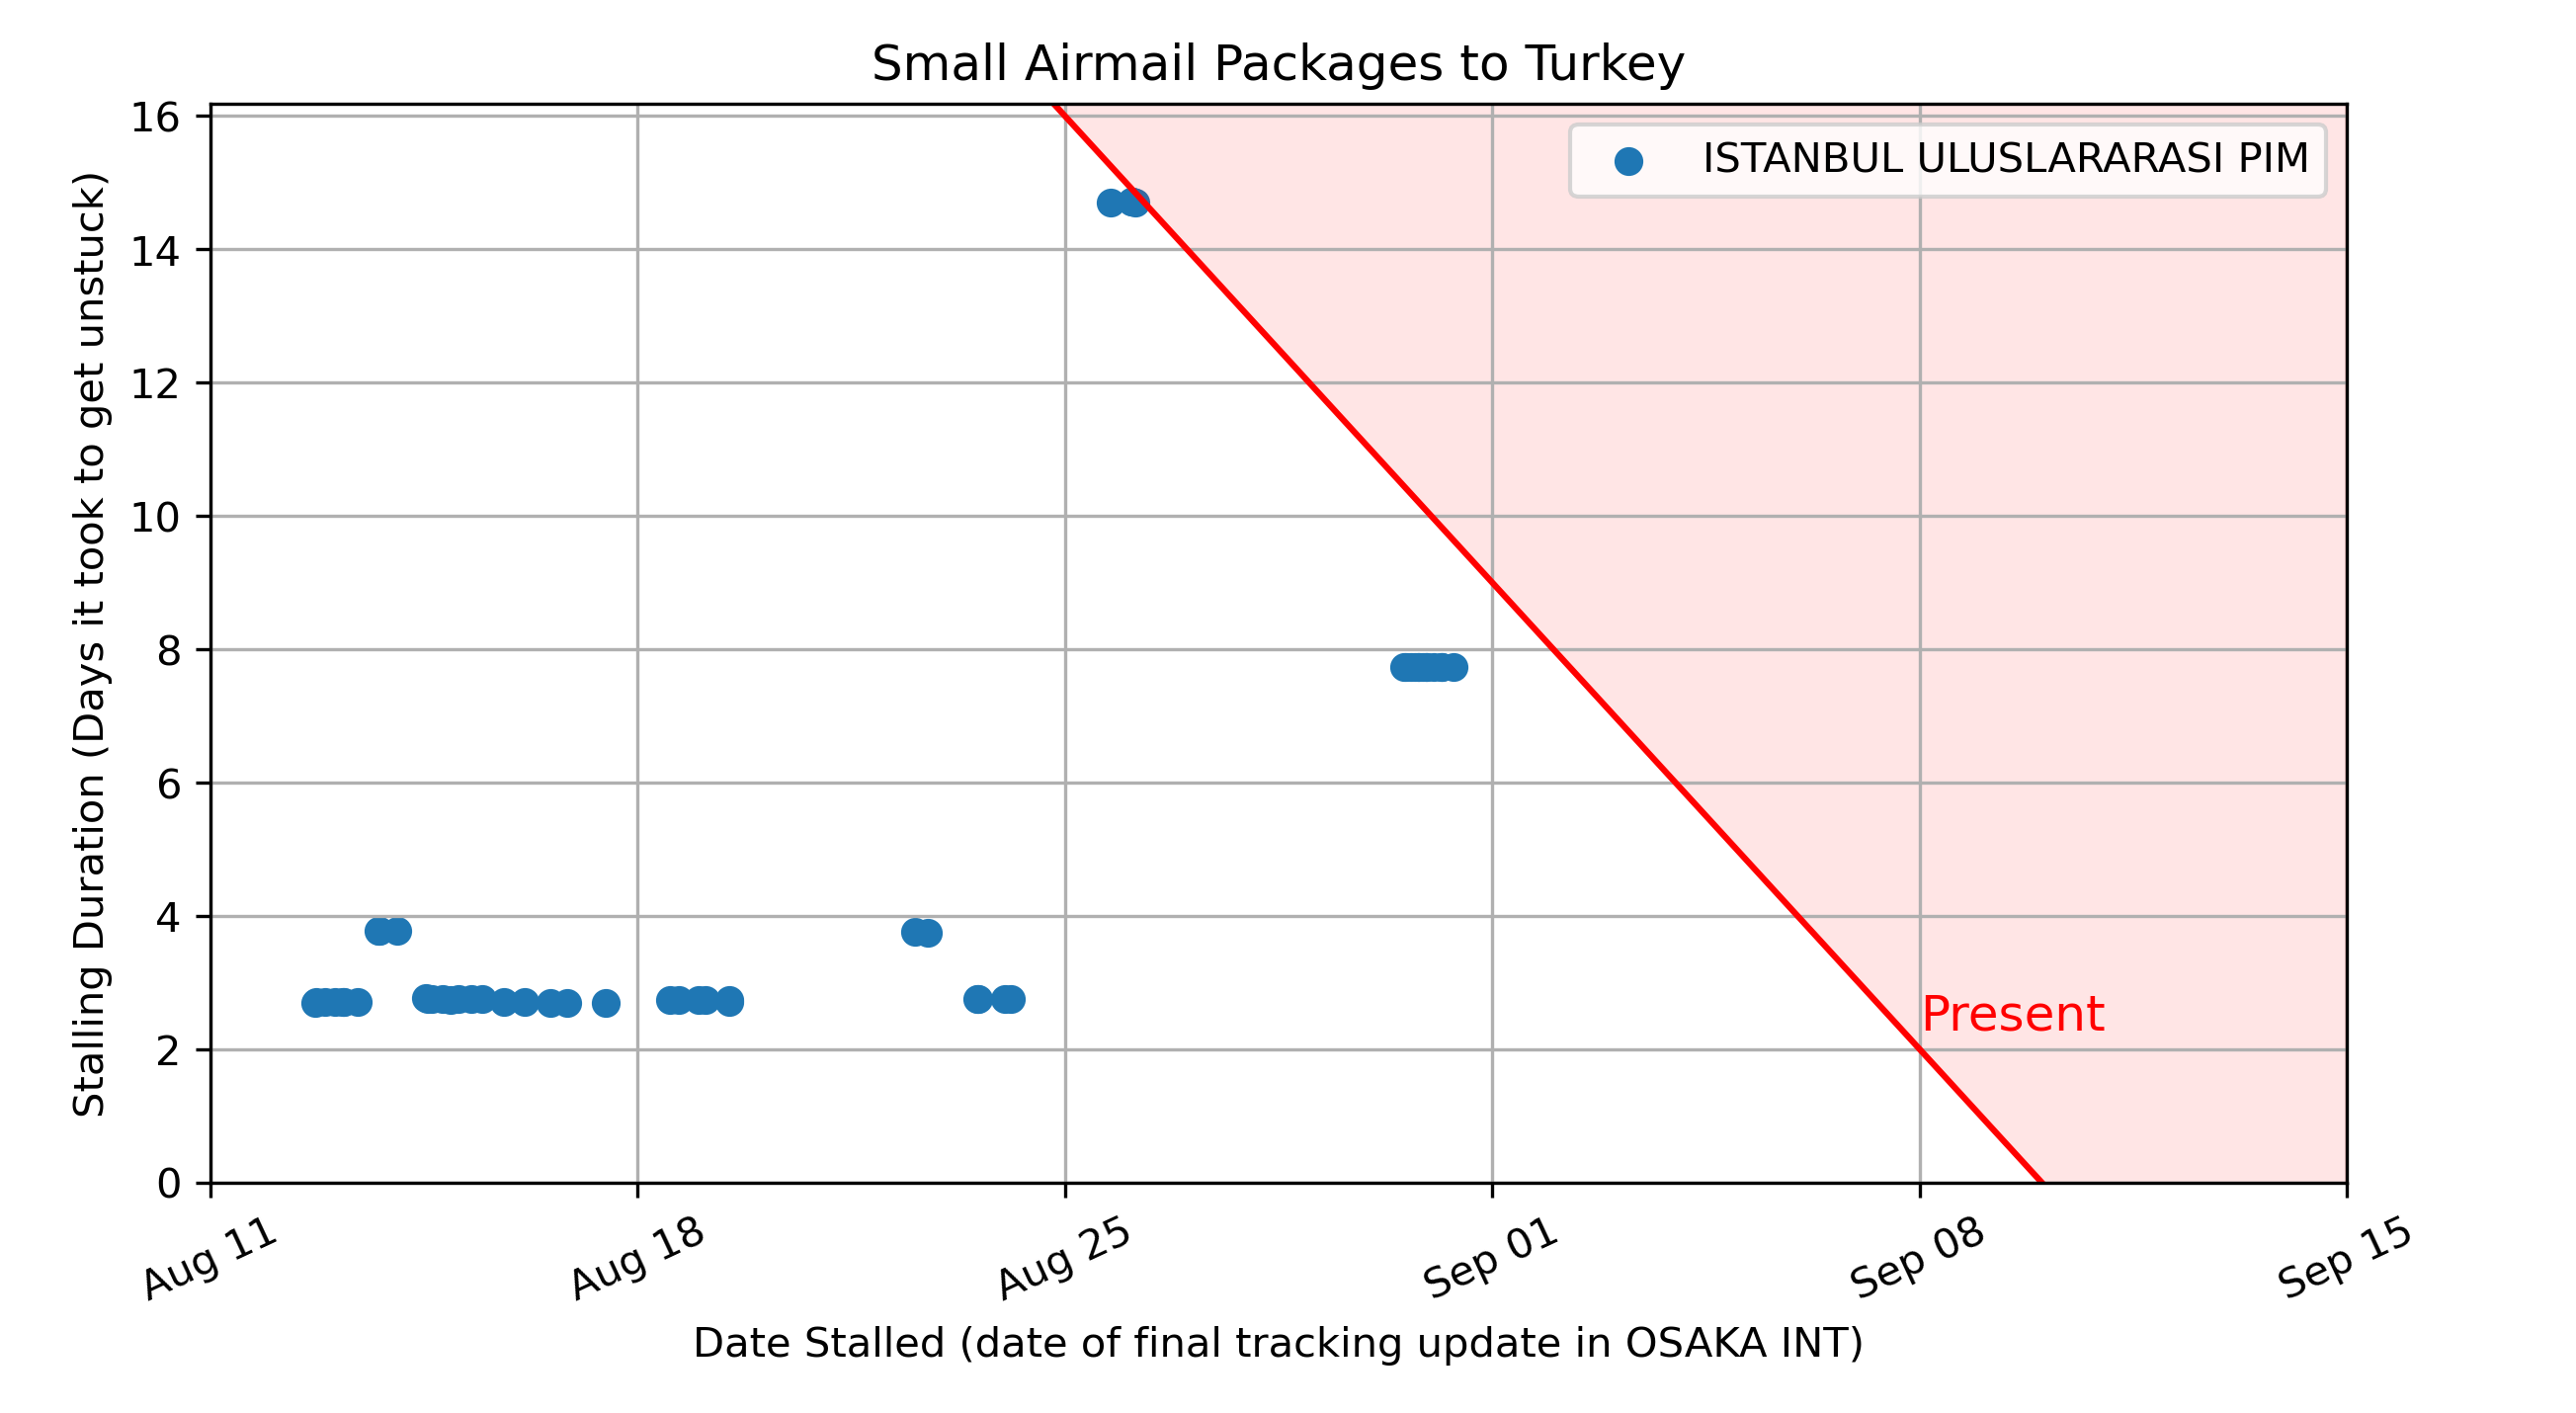 Small Airmail Packages to Turkey
Stalling Duration (Days it took to get unstuck)
16
14
12
10
8
6
4
2
0
ISTANBUL ULUSLARARASI PIM
Present
Aug 11
Aug 18
Aug 25
Sep 01
Sep 08
Sep 15
Date Stalled (date of final tracking update in OSAKA INT)